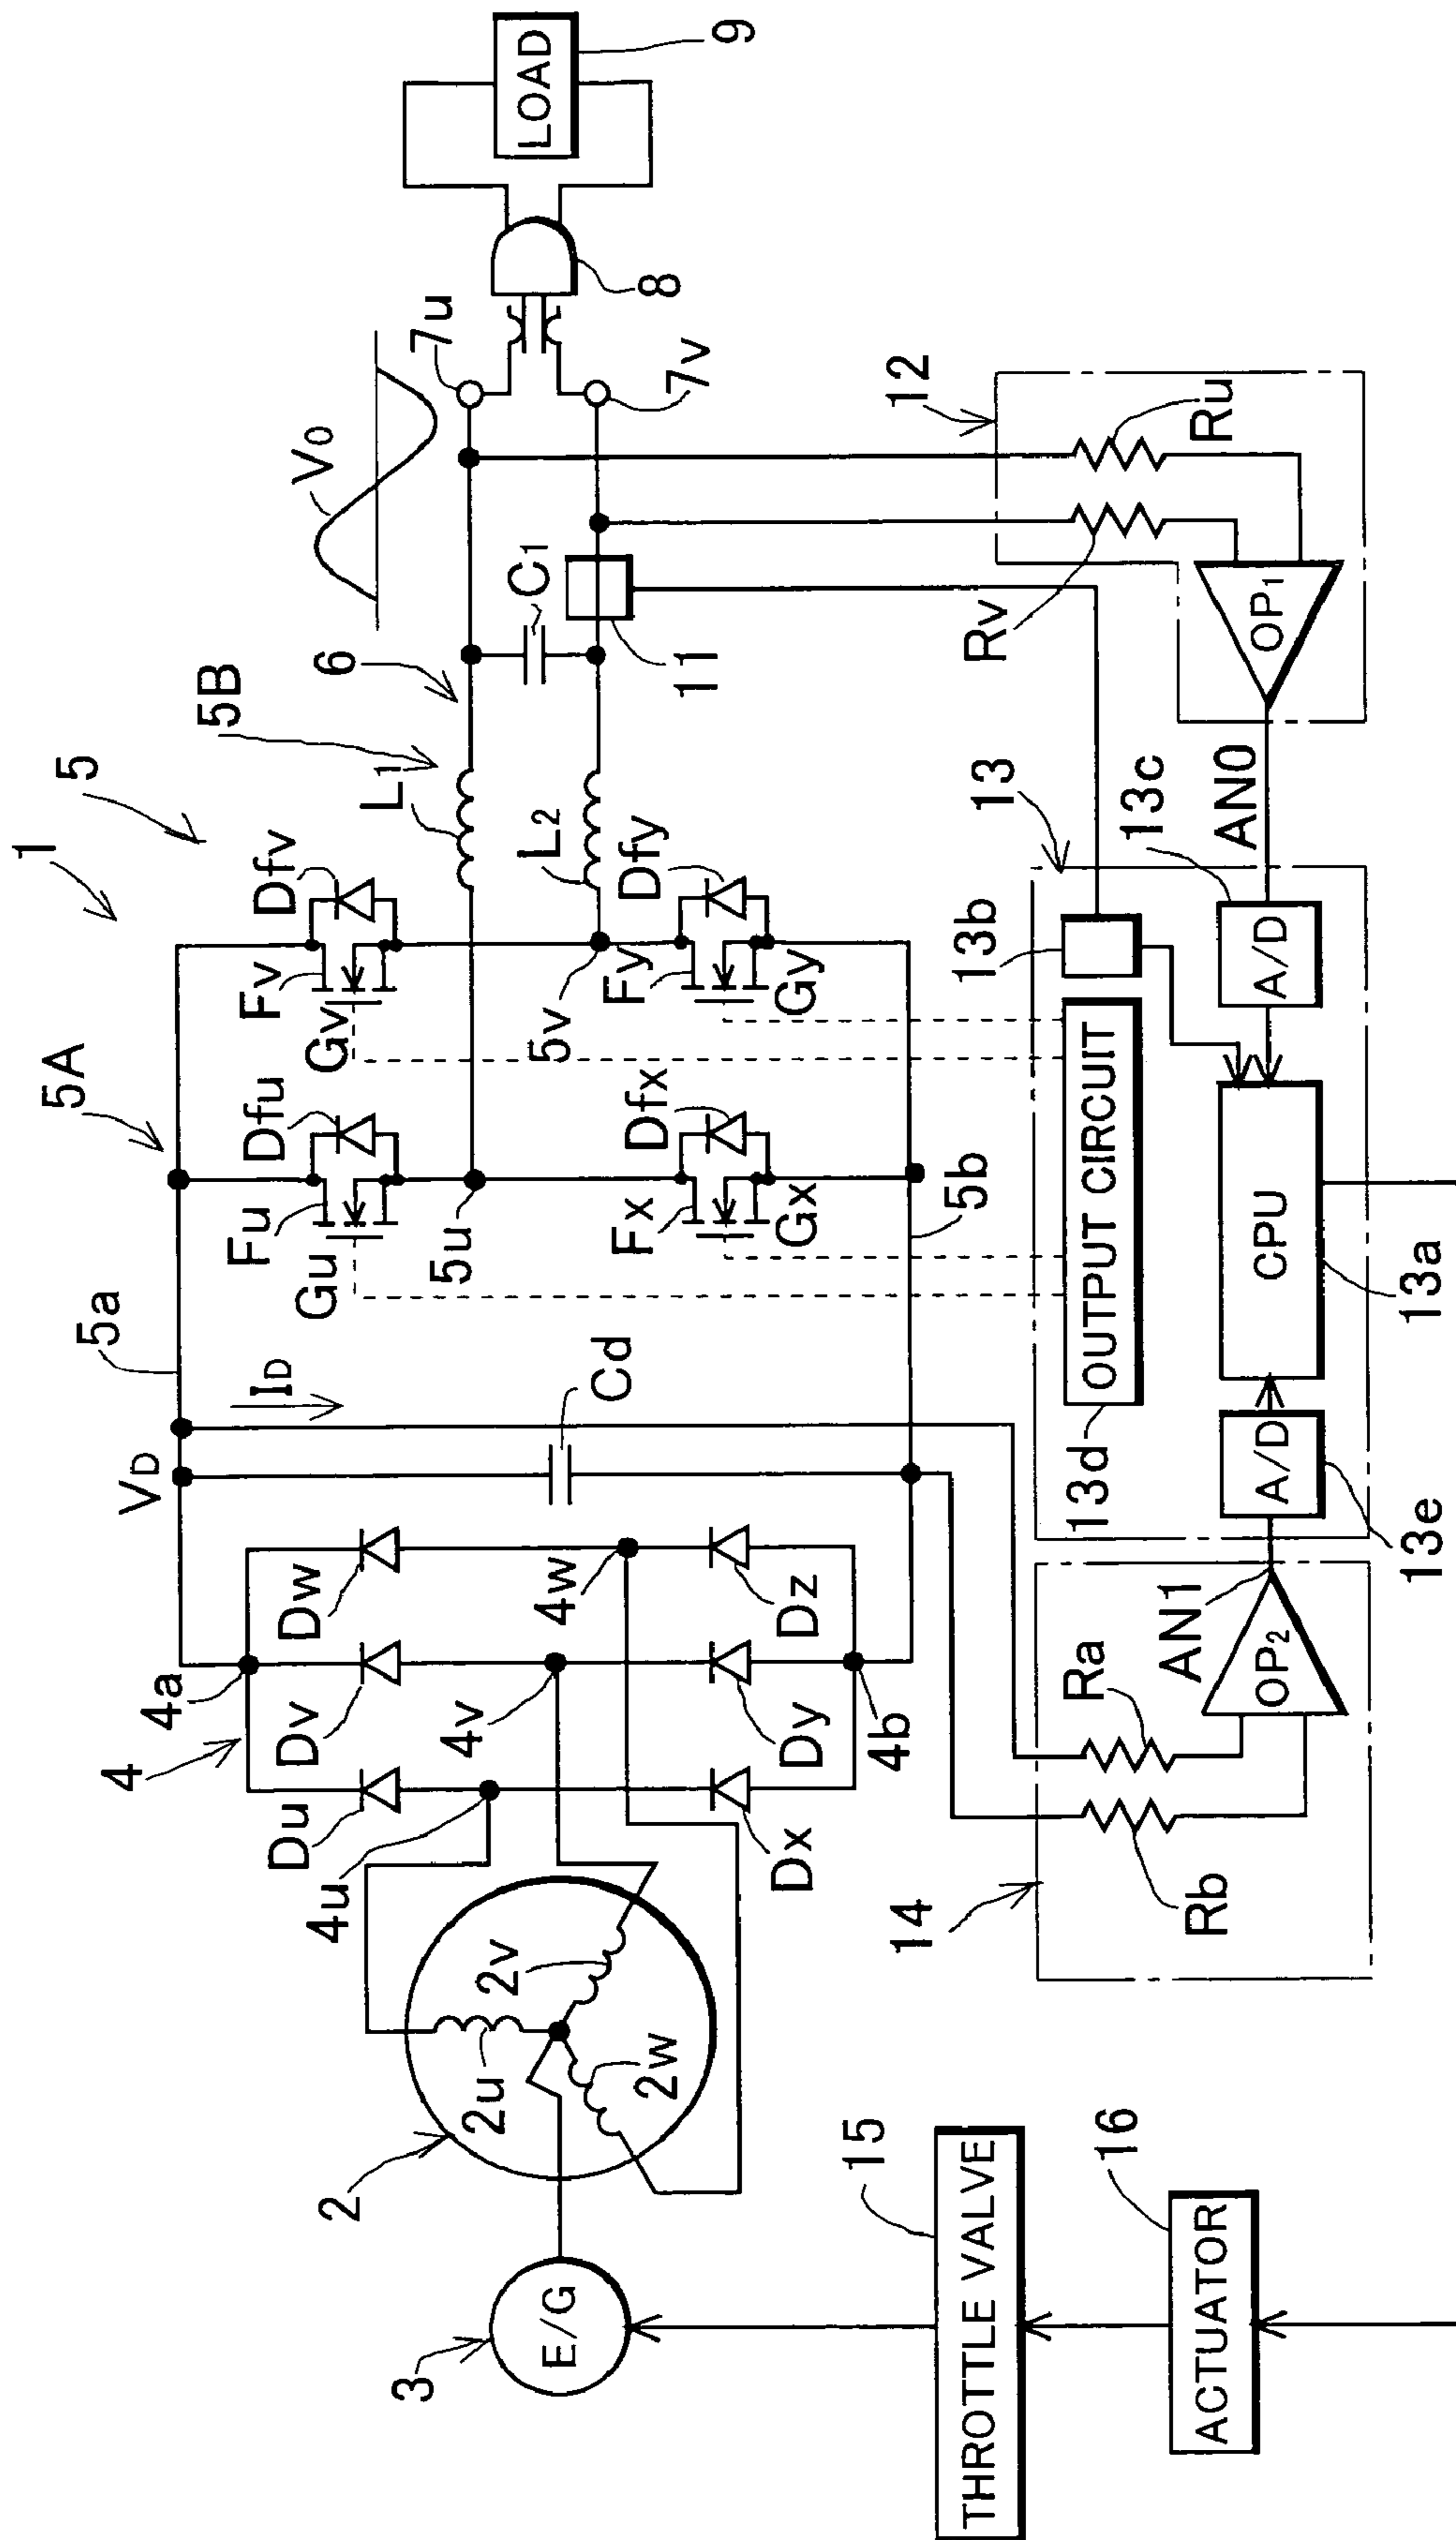 1
5A
5
5B
6
V0
5a
VD
ID
4a
4
Du
Dv
Dw
4u
4v
4w
Dx
Dy
Dz
4b
Cd
Fu
Dfu
Gu
5u
Fv
Dfv
Gv
5v
Fx
Dfx
Gx
Fy
Dfy
Gy
5b
L1
L2
C1
11
7u
7v
8
LOAD
9
2
2u
2v
2w
3
E/G
15
THROTTLE VALVE
16
ACTUATOR
14
Ra
Rb
OP2
AN1
13
13d
OUTPUT CIRCUIT
13b
13c
A/D
CPU
13a
A/D
13e
AN0
12
Ru
Rv
OP1